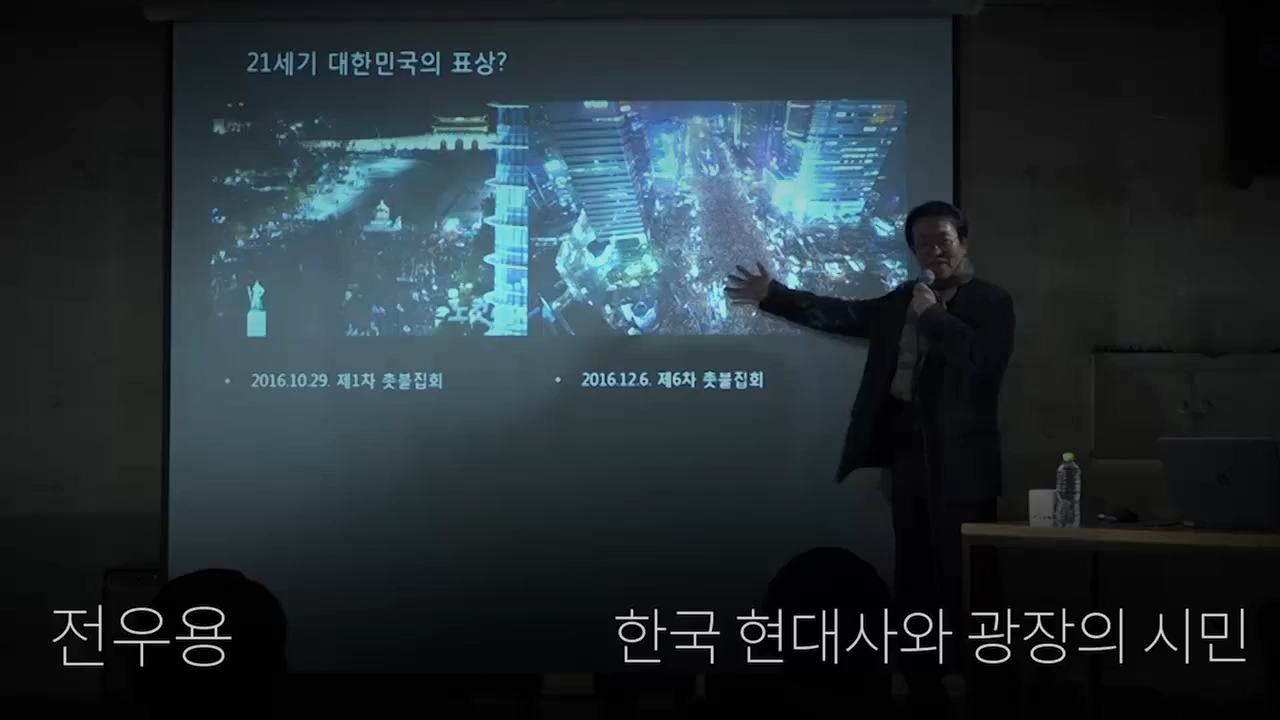 21세기 대한민국의 표상?
• 2016.10.29. 제1차 촛불집회
• 2016.12.6. 제6차 촛불집회
전우용
한국 현대사와 광장의 시민